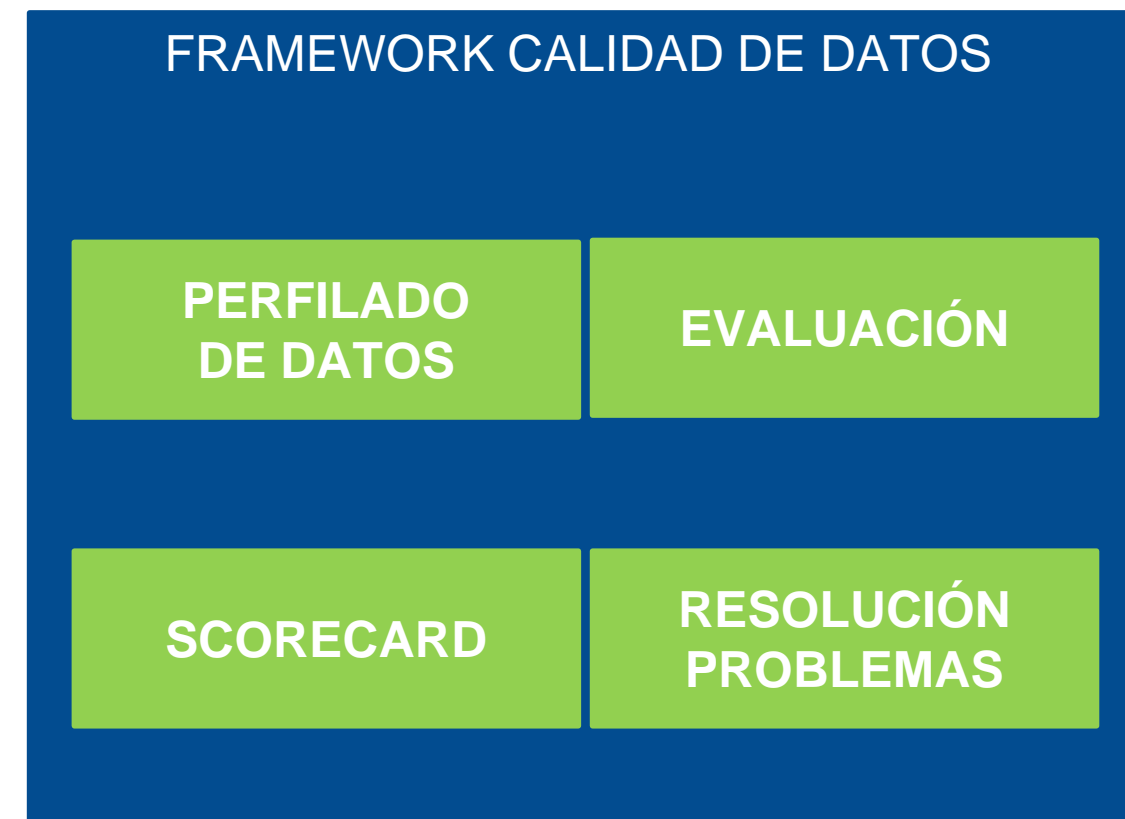 FRAMEWORK CALIDAD DE DATOS
PERFILADO
DE DATOS
EVALUACIÓN
SCORECARD
RESOLUCIÓN
PROBLEMAS